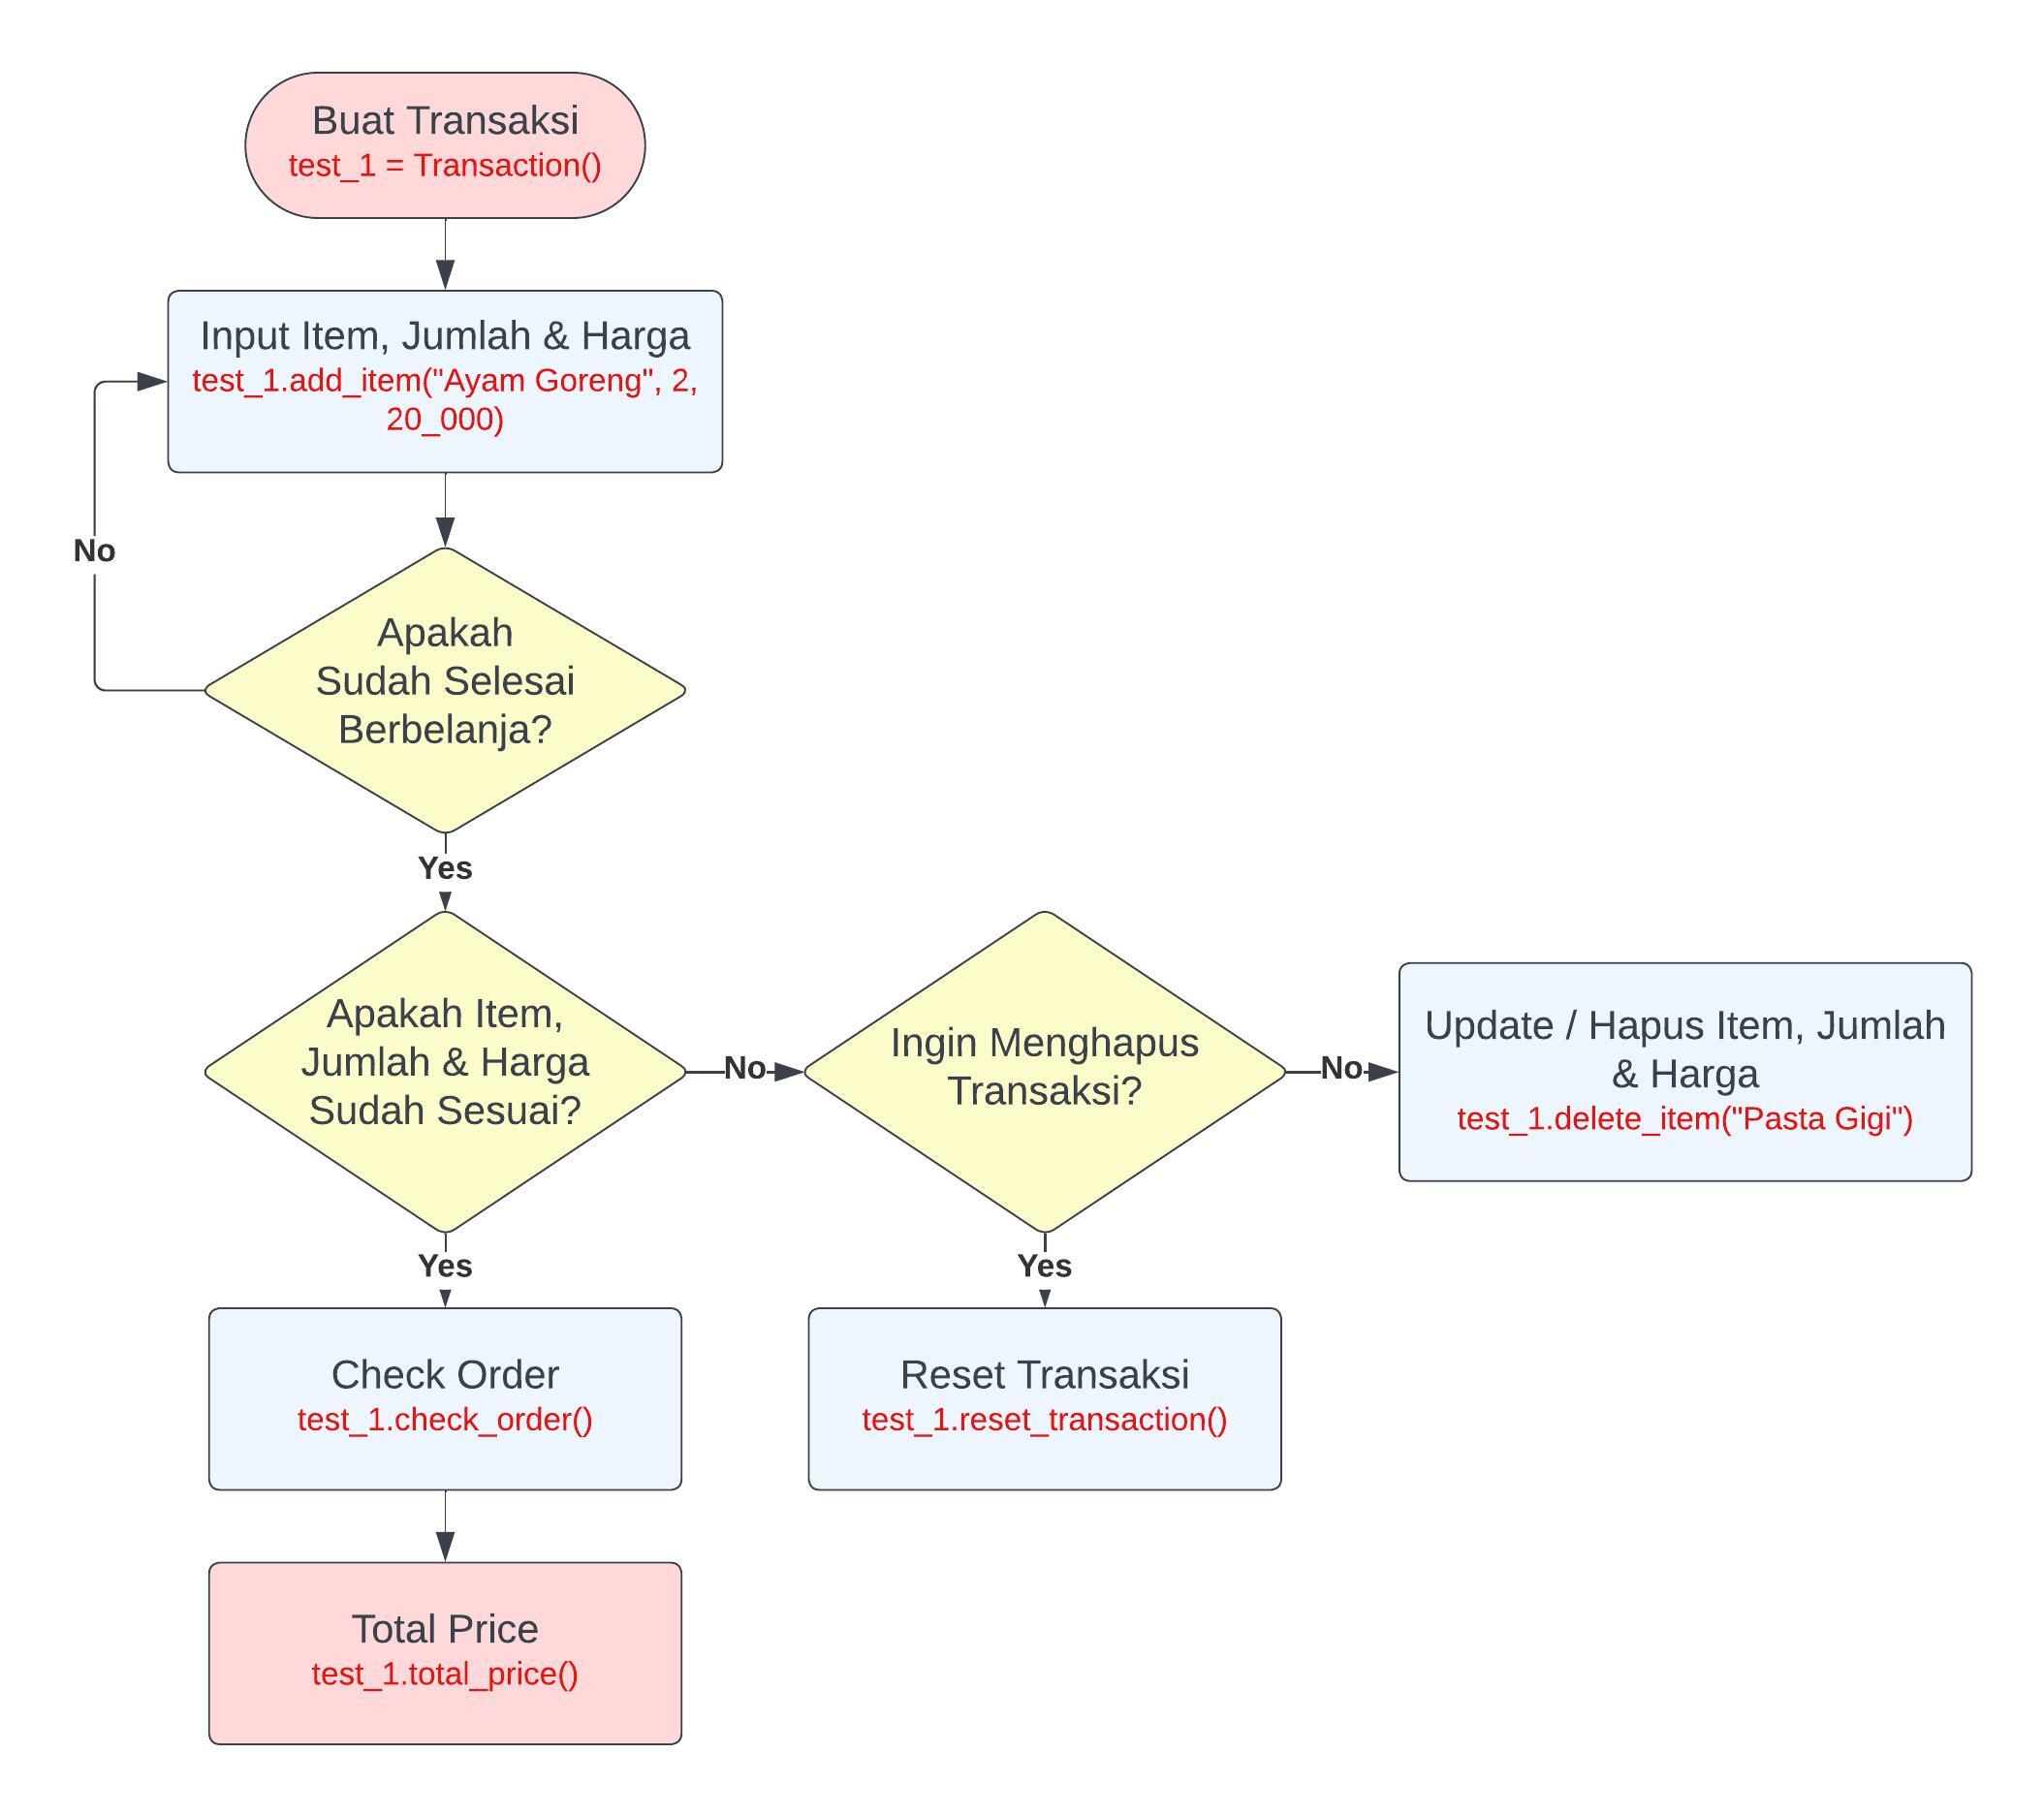 Buat Transaksi
test_1 = Transaction()
Input Item, Jumlah & Harga
test_1.add_item("Ayam Goreng", 2,
20_000)
No
Apakah
Sudah Selesai
Berbelanja?
Yes
Apakah Item,
Jumlah & Harga
Sudah Sesuai?
No
Ingin Menghapus
Transaksi?
No
Update / Hapus Item, Jumlah
& Harga
test_1.delete_item("Pasta Gigi")
Yes
Yes
Check Order
test_1.check_order()
Reset Transaksi
test_1.reset_transaction()
Total Price
test_1.total_price()